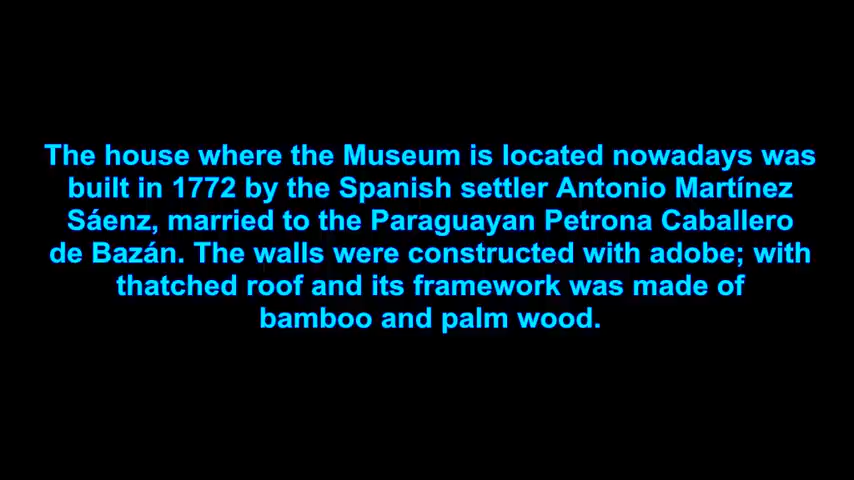 The house where the Museum is located nowadays was
built in 1772 by the Spanish settler Antonio Martínez
Sáenz, married to the Paraguayan Petrona Caballero
de Bazán. The walls were constructed with adobe; with
thatched roof and its framework was made of
bamboo and palm wood.